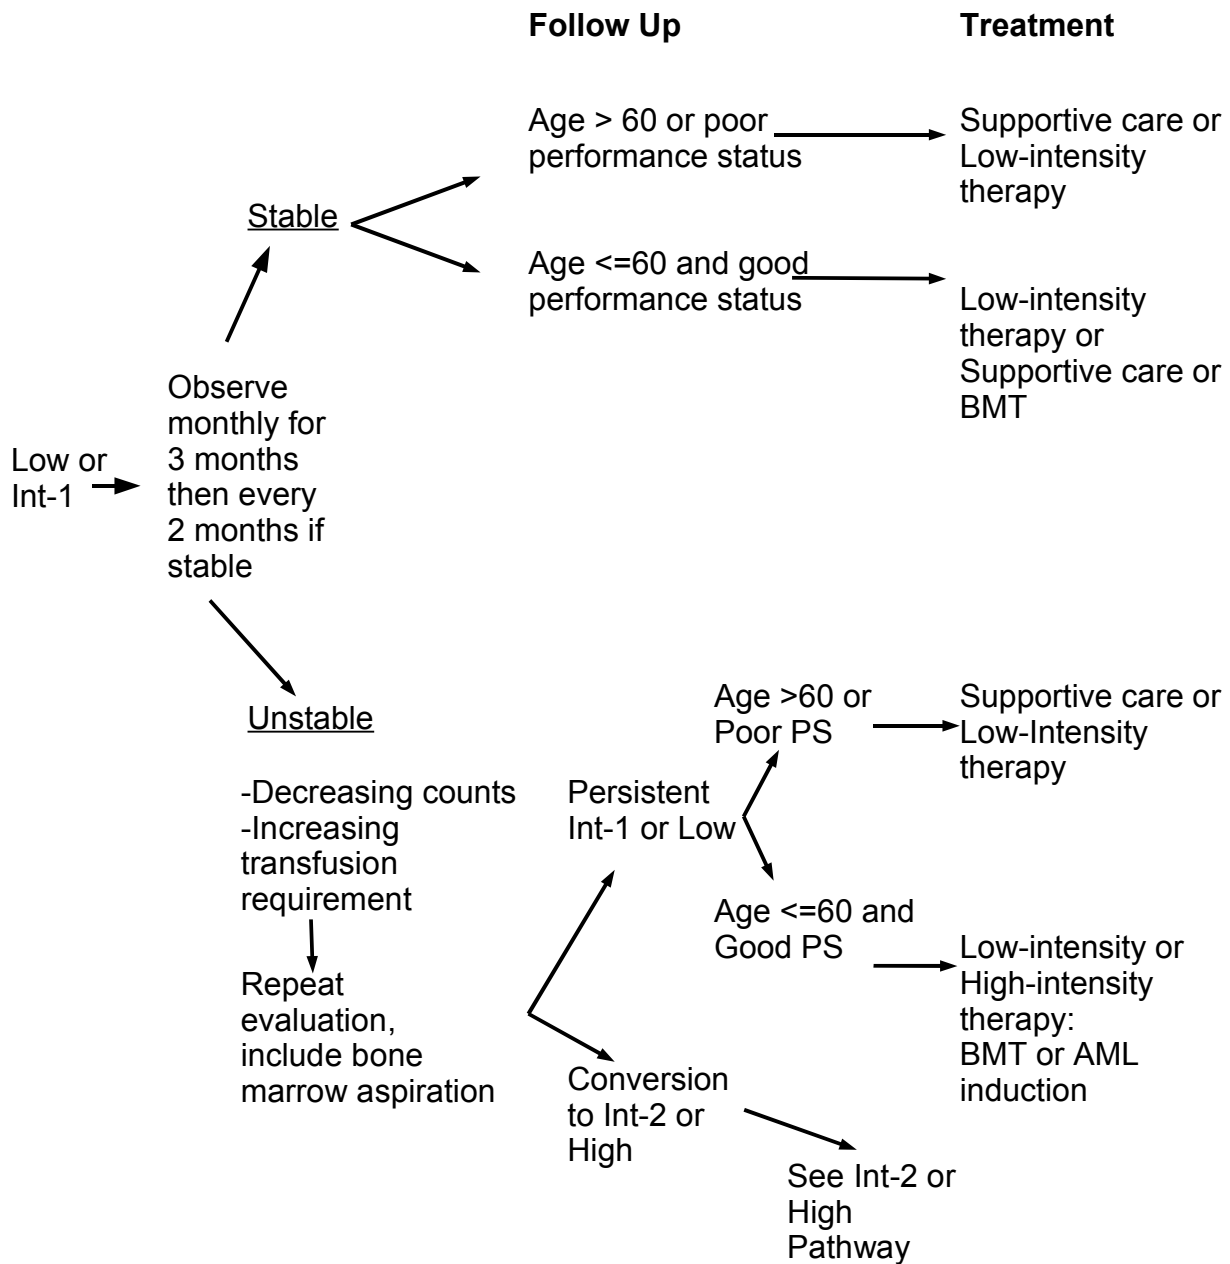 Follow Up
Treatment
Age > 60 or poor
performance status
Supportive care or
Low-intensity
therapy
Stable
Age <=60 and good
performance status
Low-intensity
therapy or
Supportive care or
BMT
Observe
monthly for
3 months
then every
2 months if
stable
Low or
Int-1
Unstable
-Decreasing counts
-Increasing
transfusion
requirement
Repeat
evaluation,
include bone
marrow aspiration
Persistent
Int-1 or Low
Age >60 or
Poor PS
Supportive care or
Low-Intensity
therapy
Age <=60 and
Good PS
Low-intensity or
High-intensity
therapy:
BMT or AML
induction
Conversion
to Int-2 or
High
See Int-2 or
High
Pathway